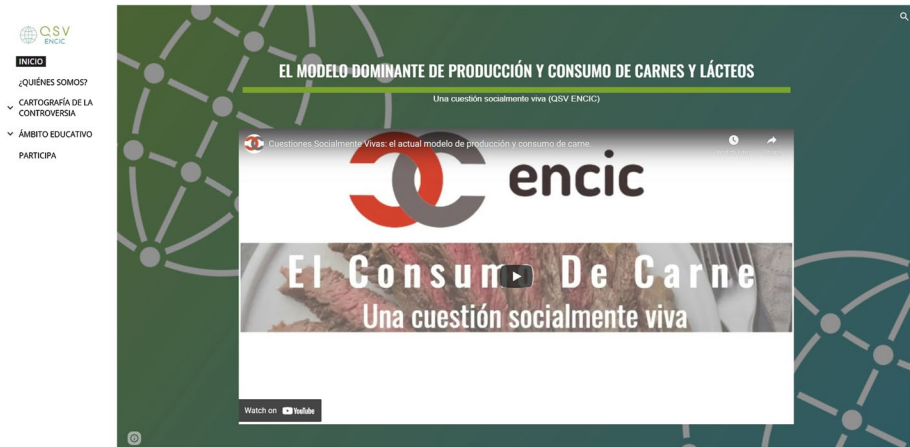 QSV
ENCIC
INICIO
¿QUIÉNES SOMOS?
CARTOGRAFÍA DE LA
CONTROVERSIA
ÁMBITO EDUCATIVO
PARTICIPA
EL MODELO DOMINANTE DE PRODUCCIÓN Y CONSUMO DE CARNES Y LÁCTEOS
Una cuestión socialmente viva (QSV ENCIC)
Cuestiones Socialmente Vivas: el actual modelo de producción y consumo de carne.
encic
El Consumo De Carne
Una cuestión socialmente viva
Watch on YouTube